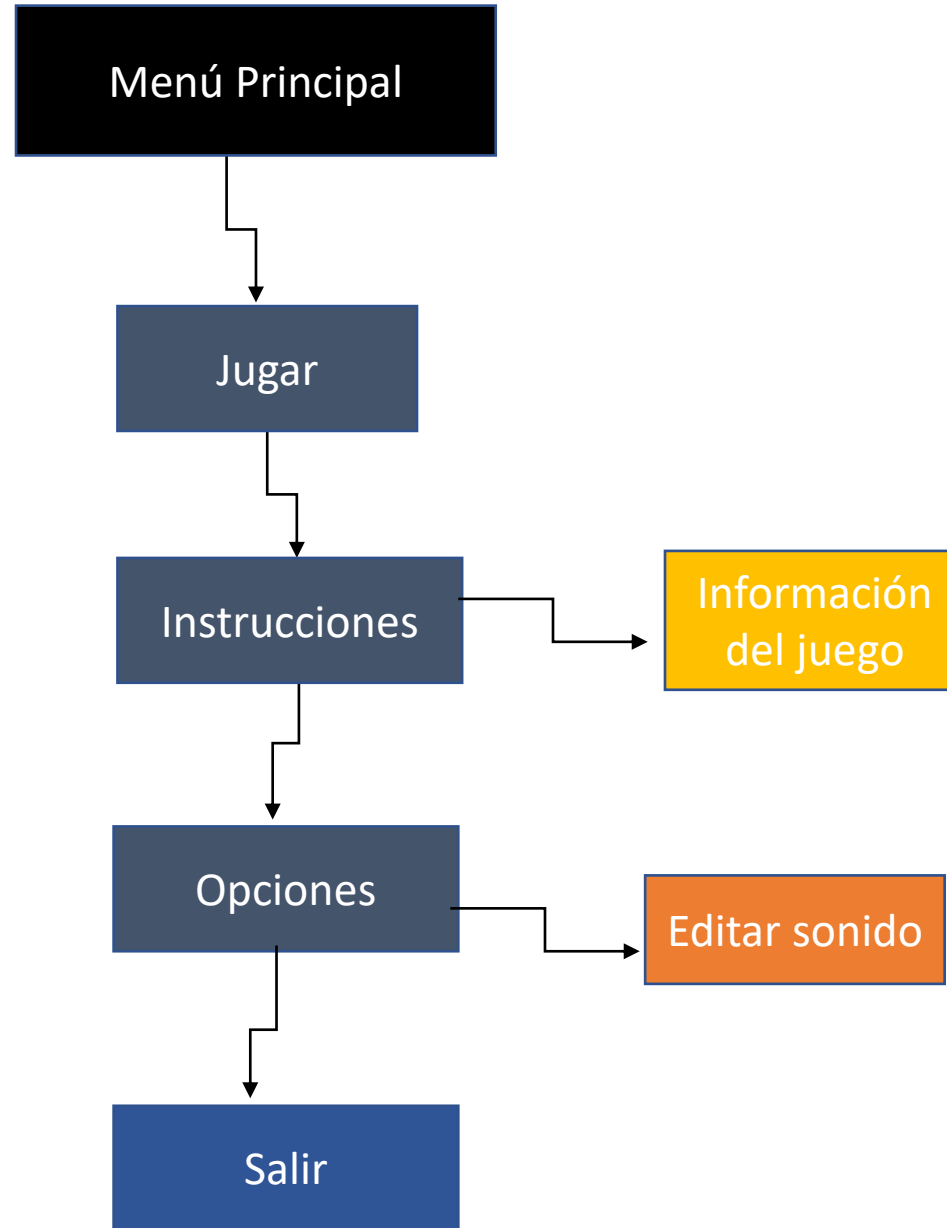 Menú Principal
Jugar
Instrucciones
Información
del juego
Opciones
Editar sonido
Salir